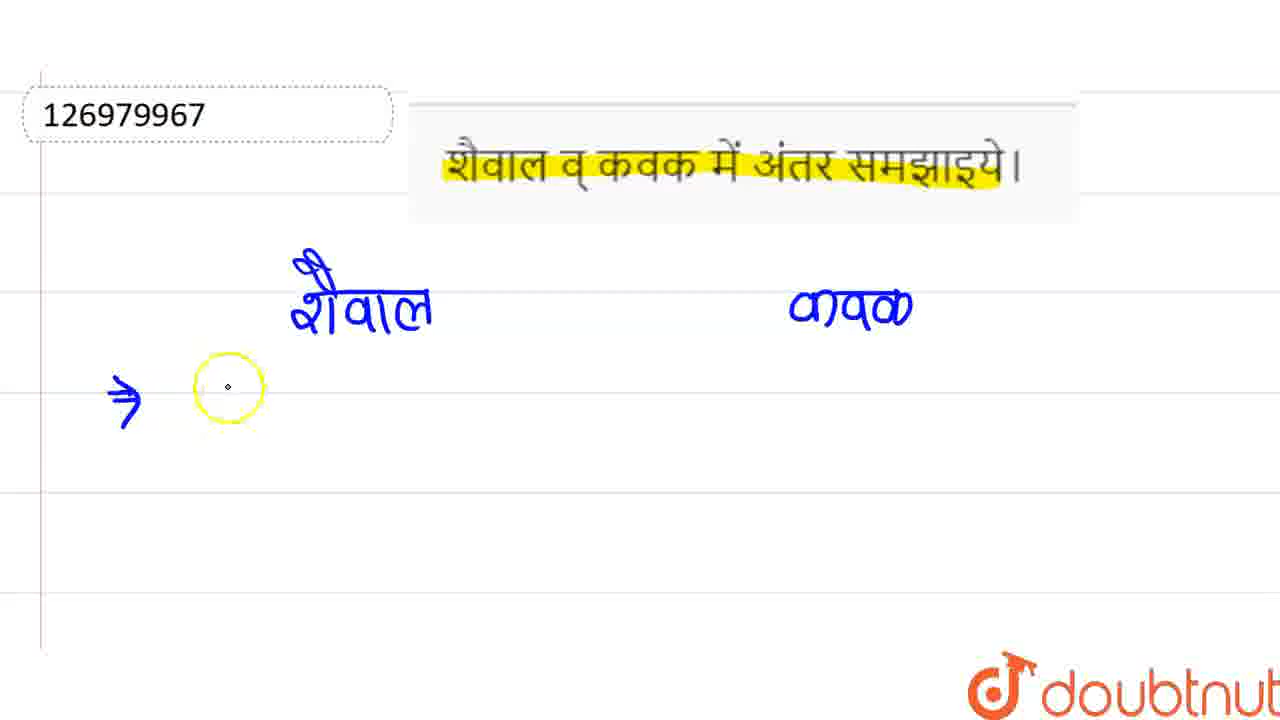 126979967
शैवाल व् कवक में अंतर समझाइये।
शैवाल कवक
⇒
doubtnut